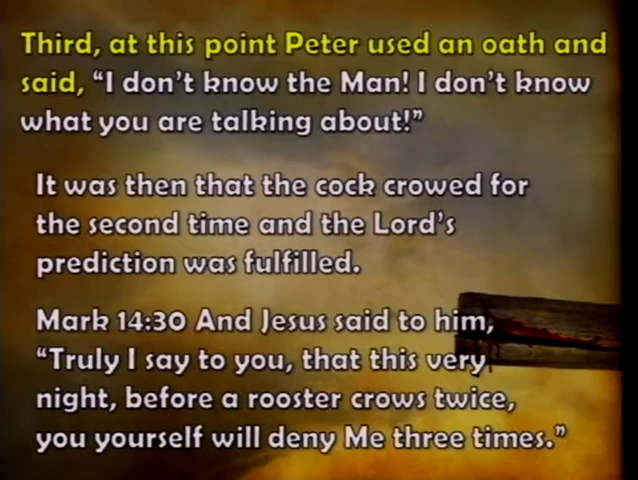 Third, at this point Peter used an oath and
said, “I don’t know the Man! I don’t know
what you are talking about!”
It was then that the cock crowed for
the second time and the Lord’s
prediction was fulfilled.
Mark 14:30 And Jesus said to him,
“Truly I say to you, that this very
night, before a rooster crows twice,
you yourself will deny Me three times.”